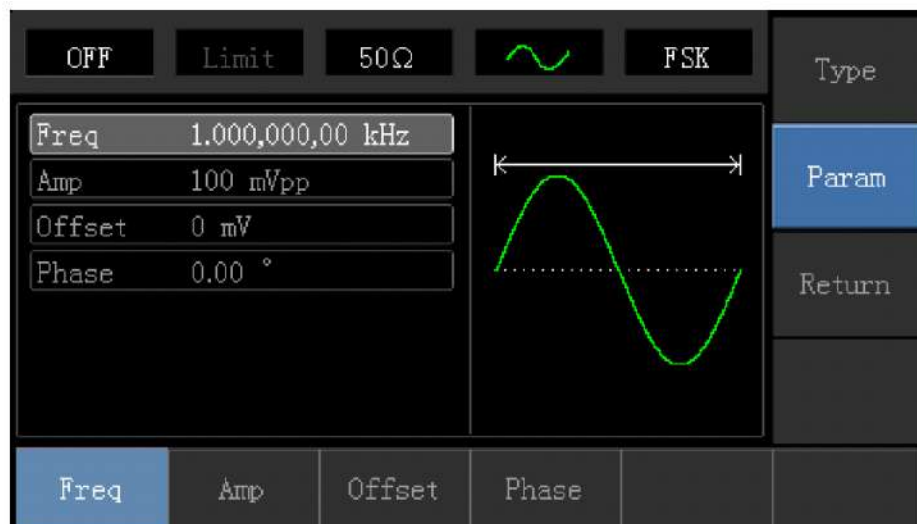 OFF Limit 50Ω FSK
Type
Freq 1.000,000,00 kHz
Amp 100 mVpp
Param
Offset 0 mV
Phase 0.00 °
Return
Freq Amp Offset Phase